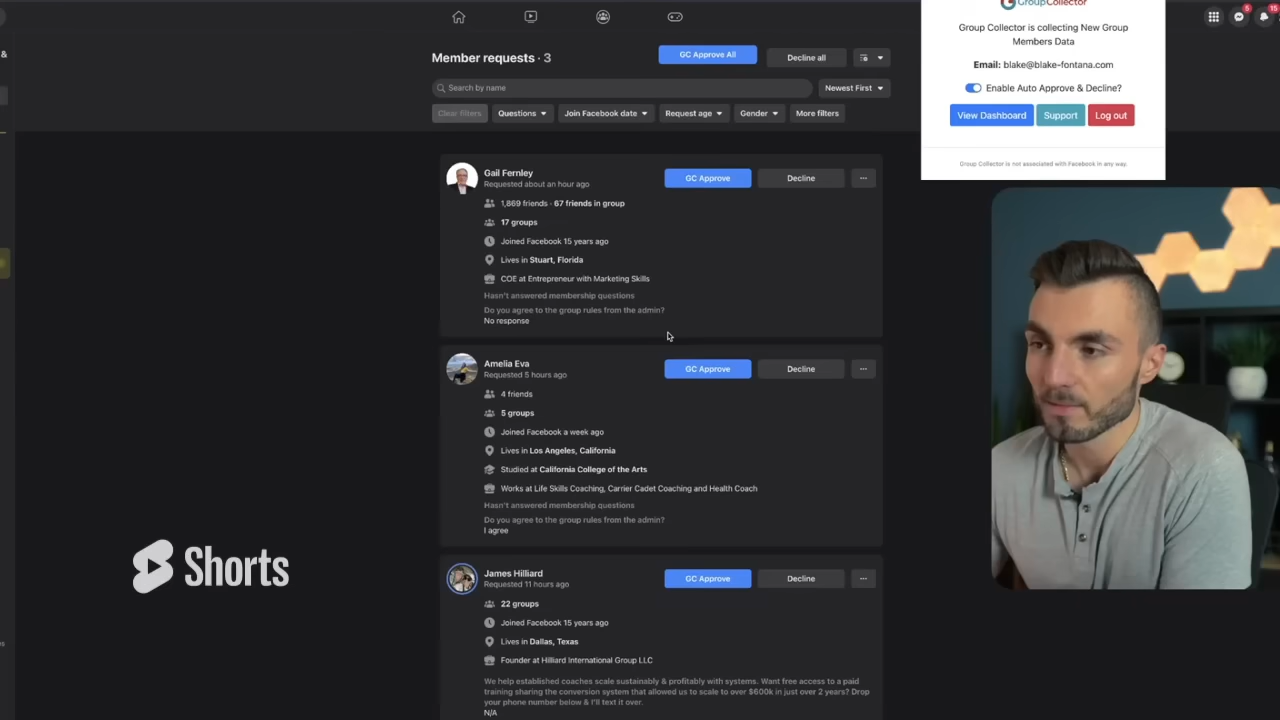 GroupCollector
5
15
Group Collector is collecting New Group
Members Data
Email: blake@blake-fontana.com
Enable Auto Approve & Decline?
View Dashboard
Support
Log out
Group Collector is not associated with Facebook in any way.
&
Member requests · 3
GC Approve All
Decline all
Search by name
Newest First
Clear filters
Questions
Join Facebook date
Request age
Gender
More filters
Gail Fernley
Requested about an hour ago
GC Approve
Decline
1,869 friends · 67 friends in group
17 groups
Joined Facebook 15 years ago
Lives in Stuart, Florida
COE at Entrepreneur with Marketing Skills
Hasn't answered membership questions
Do you agree to the group rules from the admin?
No response
Amelia Eva
Requested 5 hours ago
GC Approve
Decline
4 friends
5 groups
Joined Facebook a week ago
Lives in Los Angeles, California
Studied at California College of the Arts
Works at Life Skills Coaching, Carrier Cadet Coaching and Health Coach
Hasn't answered membership questions
Do you agree to the group rules from the admin?
I agree
Shorts
James Hilliard
Requested 11 hours ago
GC Approve
Decline
22 groups
Joined Facebook 15 years ago
Lives in Dallas, Texas
Founder at Hilliard International Group LLC
We help established coaches scale sustainably & profitably with systems. Want free access to a paid
training sharing the conversion system that allowed us to scale to over $600k in just over 2 years? Drop
your phone number below & I'll text it over.
N/A